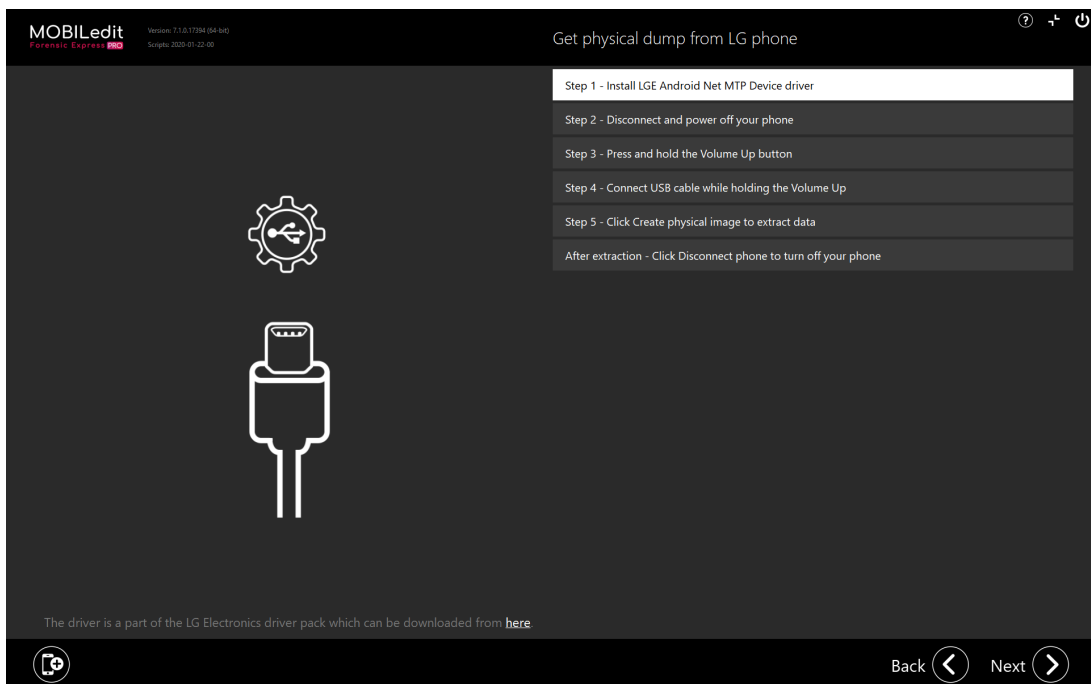 MOBILedit
Forensic Express PRO
Version: 7.1.0.17394 (64-bit)
Scripts: 2020-01-22-00
Get physical dump from LG phone
Step 1 - Install LGE Android Net MTP Device driver
Step 2 - Disconnect and power off your phone
Step 3 - Press and hold the Volume Up button
Step 4 - Connect USB cable while holding the Volume Up
Step 5 - Click Create physical image to extract data
After extraction - Click Disconnect phone to turn off your phone
The driver is a part of the LG Electronics driver pack which can be downloaded from here.
Back
Next